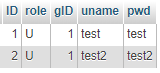 ID role gID uname pwd
1 U 1 test test
2 U 1 test2 test2